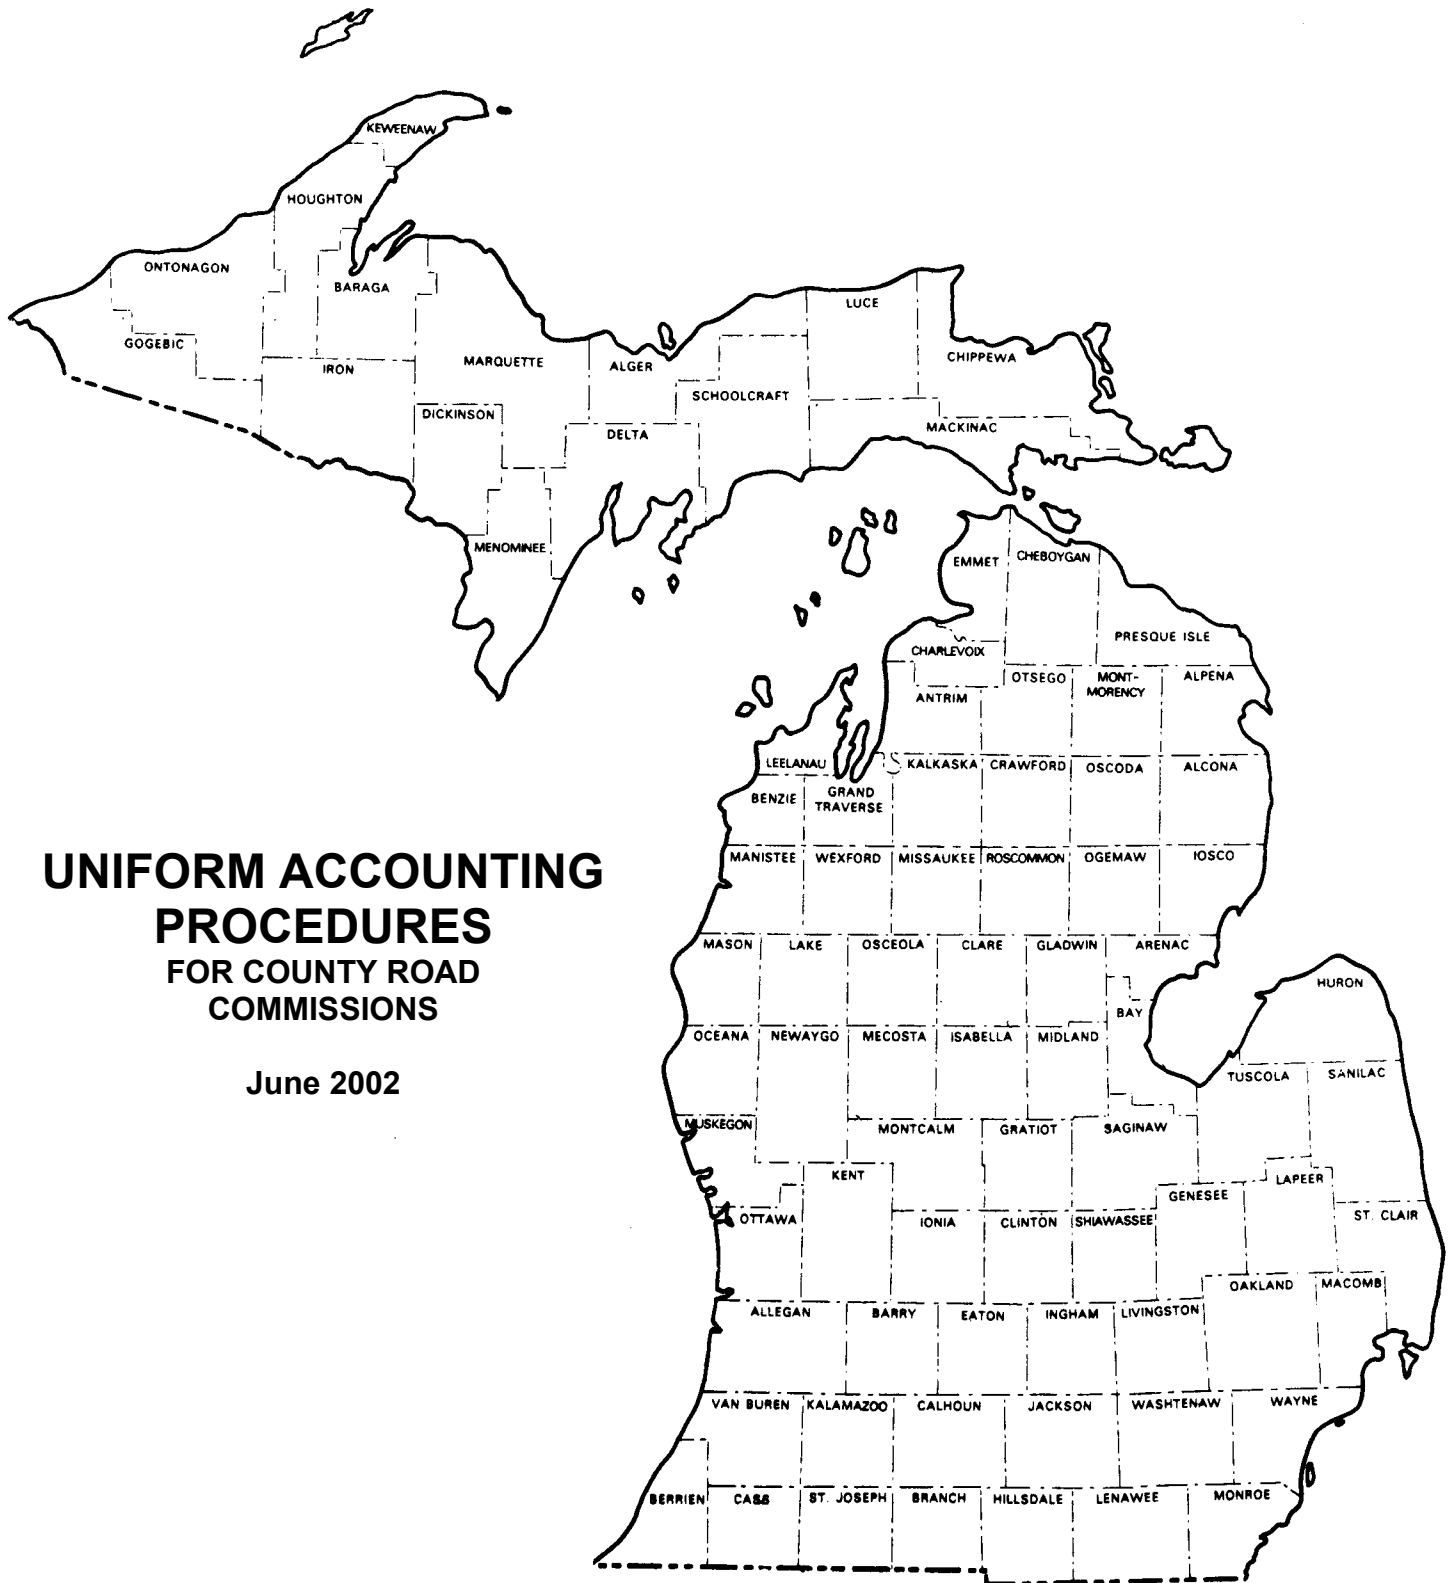 KEWEENAW
HOUGHTON
ONTONAGON
BARAGA
LUCE
GOGEBIC
IRON
MARQUETTE
ALGER
CHIPPEWA
SCHOOLCRAFT
DICKINSON
DELTA
MACKINAC
MENOMINEE
EMMET
CHEBOYGAN
PRESQUE ISLE
CHARLEVOIX
ANTRIM
OTSEGO
MONT-
MORENCY
ALPENA
LEELANAU
KALKASKA
CRAWFORD
OSCODA
ALCONA
BENZIE
GRAND
TRAVERSE
MANISTEE
WEXFORD
MISSAUKEE
ROSCOMMON
OGEMAW
IOSCO
UNIFORM ACCOUNTING
PROCEDURES
FOR COUNTY ROAD
COMMISSIONS
June 2002
MASON
LAKE
OSCEOLA
CLARE
GLADWIN
ARENAC
HURON
BAY
OCEANA
NEWAYGO
MECOSTA
ISABELLA
MIDLAND
TUSCOLA
SANILAC
MUSKEGON
MONTCALM
GRATIOT
SAGINAW
KENT
GENESEE
LAPEER
OTTAWA
IONIA
CLINTON
SHIAWASSEE
ST. CLAIR
OAKLAND
MACOMB
ALLEGAN
BARRY
EATON
INGHAM
LIVINGSTON
VAN BUREN
KALAMAZOO
CALHOUN
JACKSON
WASHTENAW
WAYNE
BERRIEN
CASS
ST. JOSEPH
BRANCH
HILLSDALE
LENAWEE
MONROE